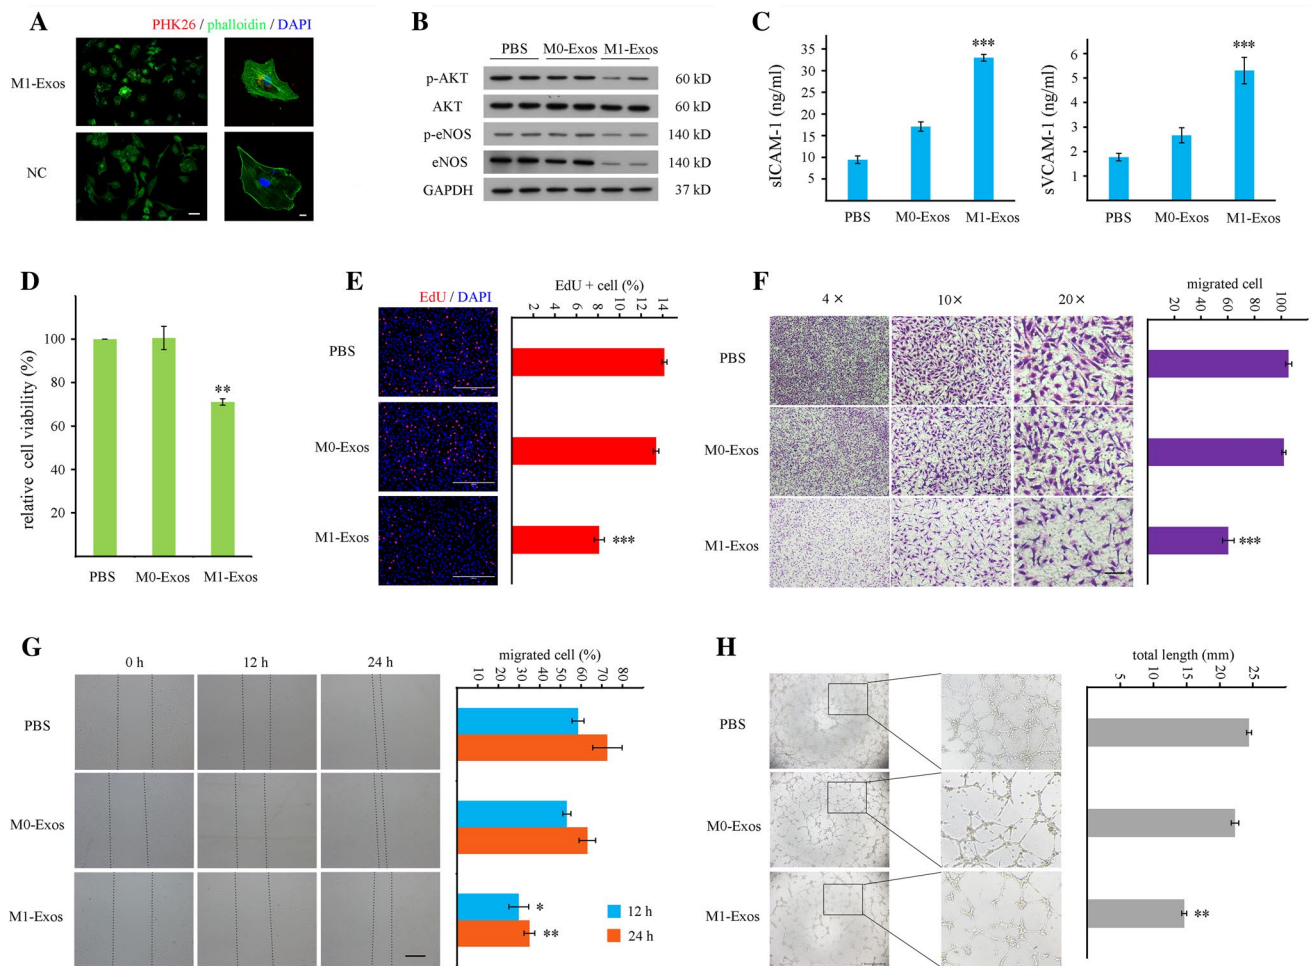 A
PHK26 / phalloidin / DAPI
M1-Exos
NC
B
PBS M0-Exos M1-Exos
p-AKT 60 kD
AKT 60 kD
p-eNOS 140 kD
eNOS 140 kD
GAPDH 37 kD
C
sICAM-1 (ng/ml)
35
30
25
20
15
10
5
***
PBS M0-Exos M1-Exos
sVCAM-1 (ng/ml)
6
5
4
3
2
1
***
PBS M0-Exos M1-Exos
D
relative cell viability (%)
100
80
60
40
20
**
PBS M0-Exos M1-Exos
E
EdU / DAPI
EdU + cell (%)
2 4 6 8 10 12 14
PBS
M0-Exos
M1-Exos
***
F
4 × 10× 20×
migrated cell
20 40 60 80 100
PBS
M0-Exos
M1-Exos
***
G
0 h 12 h 24 h
migrated cell (%)
10 20 30 40 50 60 70 80
PBS
M0-Exos
M1-Exos
*
**
12 h
24 h
H
total length (mm)
5 10 15 20 25
PBS
M0-Exos
M1-Exos
**